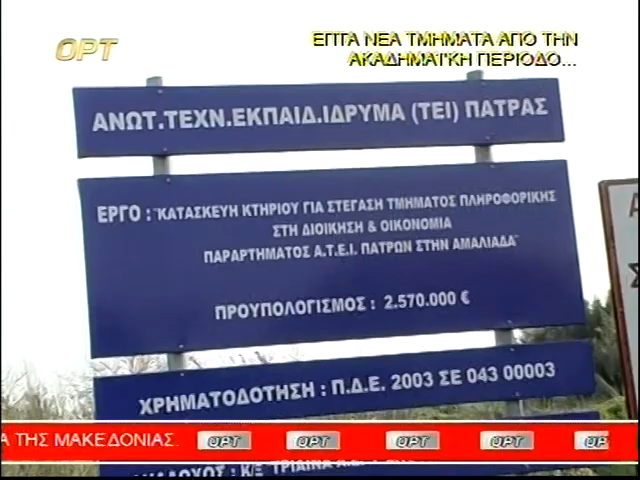 ΟΡΤ
ΕΠΤΑ ΝΕΑ ΤΜΗΜΑΤΑ ΑΠΟ ΤΗΝ
ΑΚΑΔΗΜΑΪΚΗ ΠΕΡΙΟΔΟ...
ΑΝΩΤ.ΤΕΧΝ.ΕΚΠΑΙΔ.ΙΔΡΥΜΑ (ΤΕΙ) ΠΑΤΡΑΣ
ΕΡΓΟ : "ΚΑΤΑΣΚΕΥΗ ΚΤΗΡΙΟΥ ΓΙΑ ΣΤΕΓΑΣΗ ΤΜΗΜΑΤΟΣ ΠΛΗΡΟΦΟΡΙΚΗΣ
ΣΤΗ ΔΙΟΙΚΗΣΗ & ΟΙΚΟΝΟΜΙΑ
ΠΑΡΑΡΤΗΜΑΤΟΣ Α.Τ.Ε.Ι. ΠΑΤΡΩΝ ΣΤΗΝ ΑΜΑΛΙΑΔΑ"
ΠΡΟΥΠΟΛΟΓΙΣΜΟΣ : 2.570.000 €
ΧΡΗΜΑΤΟΔΟΤΗΣΗ : Π.Δ.Ε. 2003 ΣΕ 043 00003
Α ΤΗΣ ΜΑΚΕΔΟΝΙΑΣ. ΟΡΤ ΟΡΤ ΟΡΤ ΟΡΤ ΟΡ
Κ/Ξ ΤΡΙΑΙΝΑ